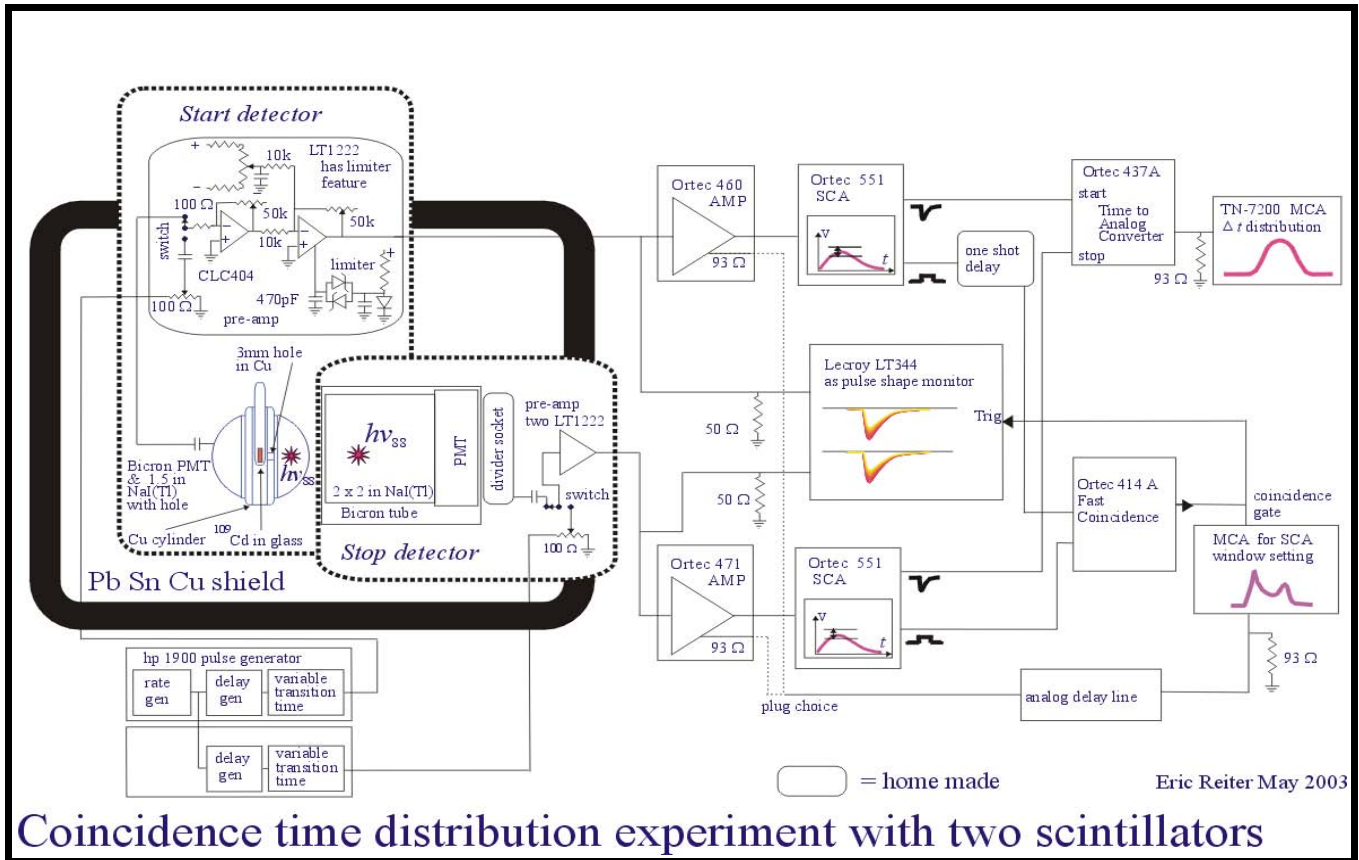 Start detector
+
-
10k
LT1222
has limiter
feature
100 Ω
50k
50k
10k
switch
CLC404
limiter
+
470pF
100 Ω
pre-amp
3mm hole
in Cu
hν ss
Bicron PMT
& 1.5 in
NaI(Tl)
with hole
Cu cylinder
109
Cd in glass
hν ss
2 x 2 in NaI(Tl)
Bicron tube
PMT
divider socket
pre-amp
two LT1222
switch
100 Ω
Stop detector
Pb Sn Cu shield
hp 1900 pulse generator
rate
gen
delay
gen
variable
transition
time
delay
gen
variable
transition
time
Ortec 460
AMP
93 Ω
Ortec 551
SCA
v
t
one shot
delay
Ortec 437A
start
Time to
Analog
Converter
stop
93 Ω
TN-7200 MCA
Δ t distribution
Lecroy LT344
as pulse shape monitor
Trig
50 Ω
50 Ω
Ortec 471
AMP
93 Ω
Ortec 551
SCA
v
t
Ortec 414 A
Fast
Coincidence
coincidence
gate
MCA for SCA
window setting
93 Ω
analog delay line
plug choice
= home made
Eric Reiter May 2003
Coincidence time distribution experiment with two scintillators